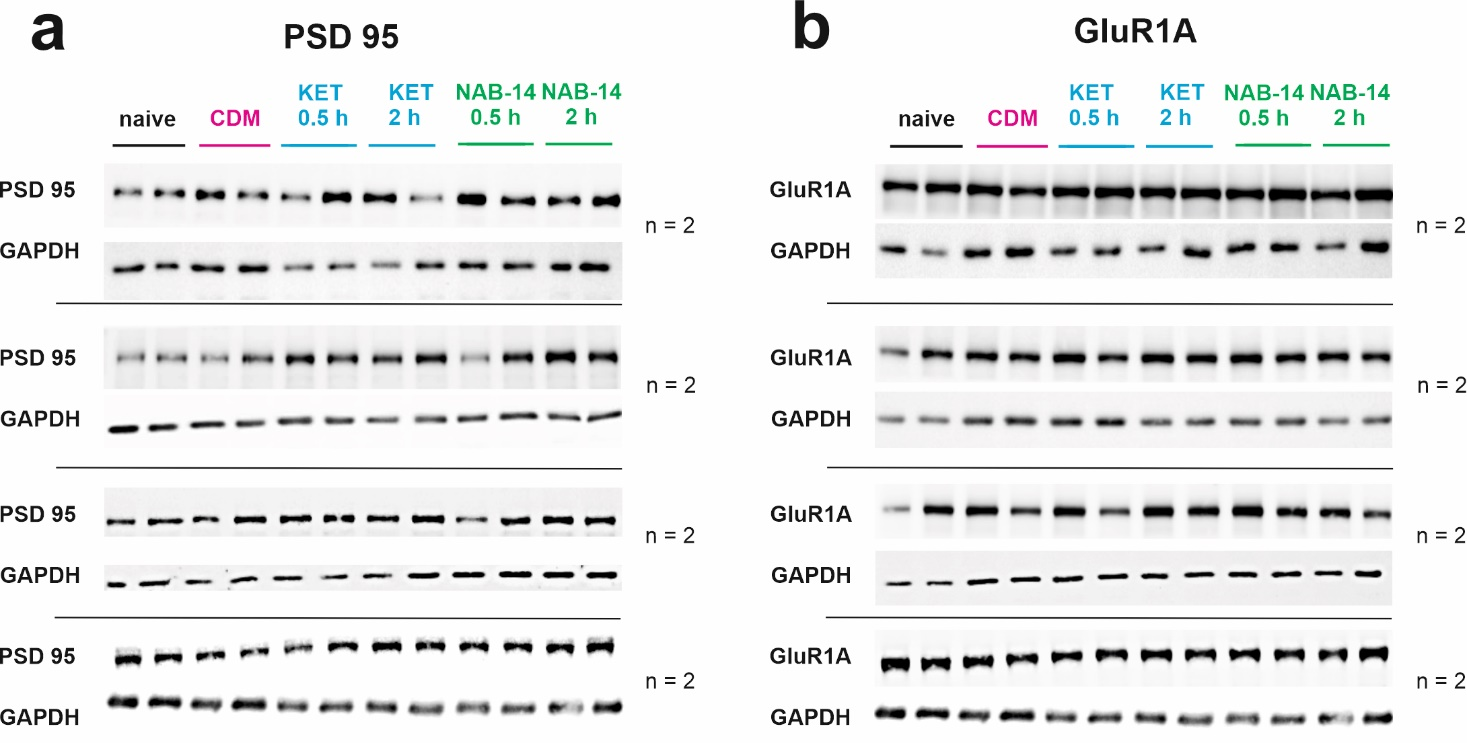 a
PSD 95
KET KET NAB-14 NAB-14
naive CDM 0.5 h 2 h 0.5 h 2 h
PSD 95
n = 2
GAPDH
PSD 95
n = 2
GAPDH
PSD 95
n = 2
GAPDH
PSD 95
n = 2
GAPDH
b
GluR1A
KET KET NAB-14 NAB-14
naive CDM 0.5 h 2 h 0.5 h 2 h
GluR1A
n = 2
GAPDH
GluR1A
n = 2
GAPDH
GluR1A
n = 2
GAPDH
GluR1A
n = 2
GAPDH